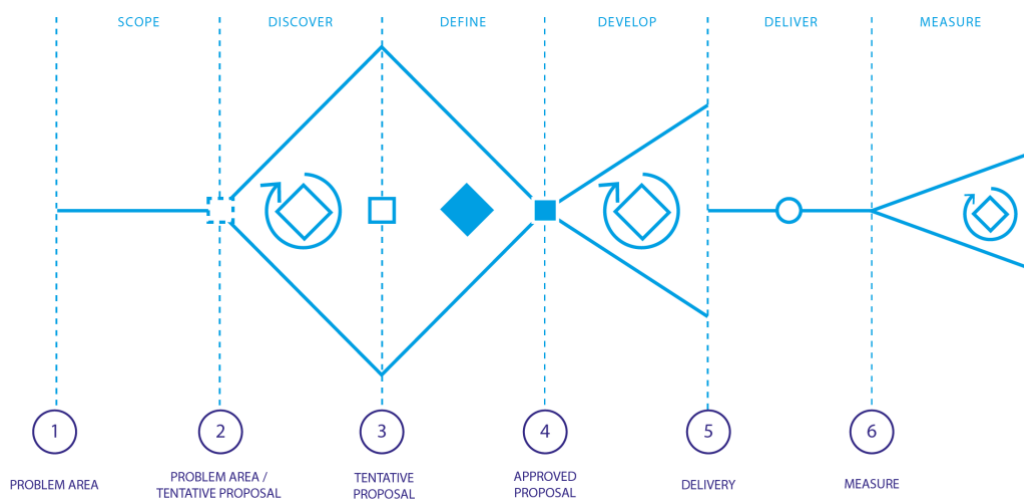 SCOPE
DISCOVER
DEFINE
DEVELOP
DELIVER
MEASURE
1
2
3
4
5
6
PROBLEM AREA
PROBLEM AREA /
TENTATIVE PROPOSAL
TENTATIVE
PROPOSAL
APPROVED
PROPOSAL
DELIVERY
MEASURE